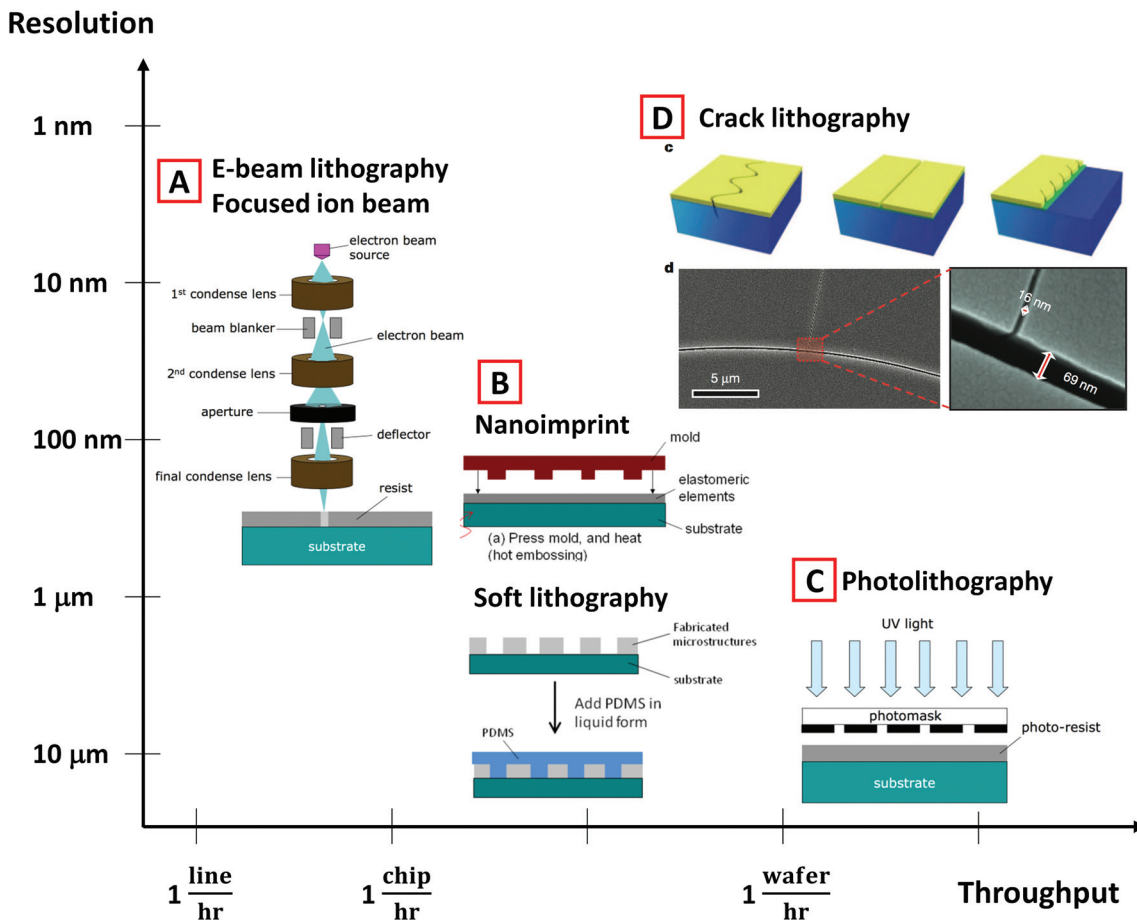 Resolution
1 nm
10 nm
100 nm
1 μm
10 μm
A
E-beam lithography
Focused ion beam
electron beam
source
1st condense lens
beam blanker
electron beam
2nd condense lens
aperture
deflector
final condense lens
resist
substrate
B
Nanoimprint
mold
elastomeric
elements
substrate
(a) Press mold, and heat
(hot embossing)
Soft lithography
Fabricated
microstructures
substrate
Add PDMS in
liquid form
PDMS
D
Crack lithography
c
d
5 μm
16 nm
69 nm
C
Photolithography
UV light
photomask
photo-resist
substrate
1 line/hr
1 chip/hr
1 wafer/hr
Throughput